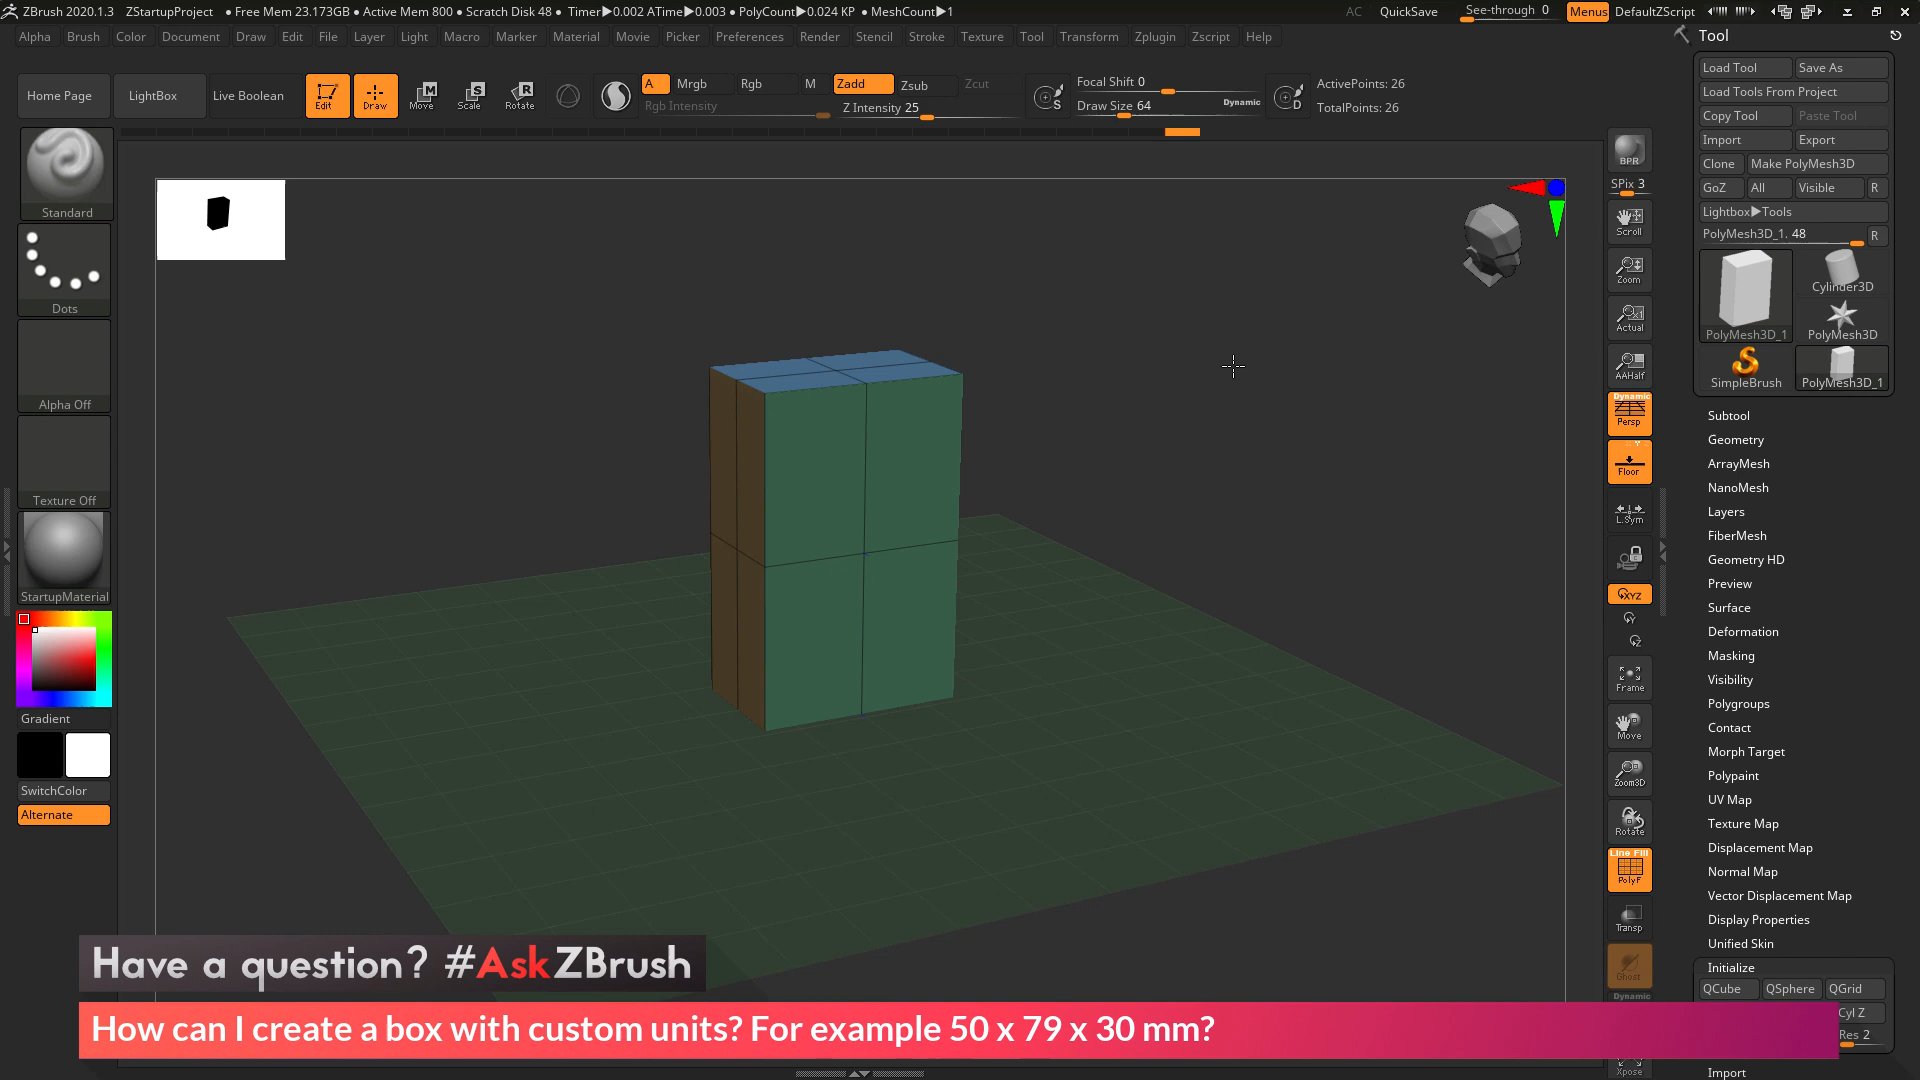 ZBrush 2020.1.3 ZStartupProject • Free Mem 23.173GB • Active Mem 800 • Scratch Disk 48 • Timer▶0.002 ATime▶0.003 • PolyCount▶0.024 KP • MeshCount▶1 AC QuickSave See-through 0 Menus DefaultZScript
Alpha Brush Color Document Draw Edit File Layer Light Macro Marker Material Movie Picker Preferences Render Stencil Stroke Texture Tool Transform Zplugin Zscript Help
Home Page LightBox Live Boolean Edit Draw Move Scale Rotate
A Mrgb Rgb M Zadd Zsub Zcut
Rgb Intensity Z Intensity 25
S Focal Shift 0
Draw Size 64 Dynamic
D ActivePoints: 26
TotalPoints: 26
Standard
Dots
Alpha Off
Texture Off
StartupMaterial
Gradient
SwitchColor
Alternate
BPR
SPix 3
Scroll
Zoom
Actual
AAHalf
Dynamic
Persp
Floor
L.Sym
XYZ
Y
Z
Frame
Move
Zoom3D
Rotate
Line Fill
PolyF
Transp
Ghost
Dynamic
Xpose
Tool
Load Tool Save As
Load Tools From Project
Copy Tool Paste Tool
Import Export
Clone Make PolyMesh3D
GoZ All Visible R
Lightbox▶Tools
PolyMesh3D_1. 48 R
PolyMesh3D_1 Cylinder3D
PolyMesh3D
SimpleBrush PolyMesh3D_1
Subtool
Geometry
ArrayMesh
NanoMesh
Layers
FiberMesh
Geometry HD
Preview
Surface
Deformation
Masking
Visibility
Polygroups
Contact
Morph Target
Polypaint
UV Map
Texture Map
Displacement Map
Normal Map
Vector Displacement Map
Display Properties
Unified Skin
Initialize
QCube QSphere QGrid
Cyl Z
Res 2
Import
Have a question? #AskZBrush
How can I create a box with custom units? For example 50 x 79 x 30 mm?